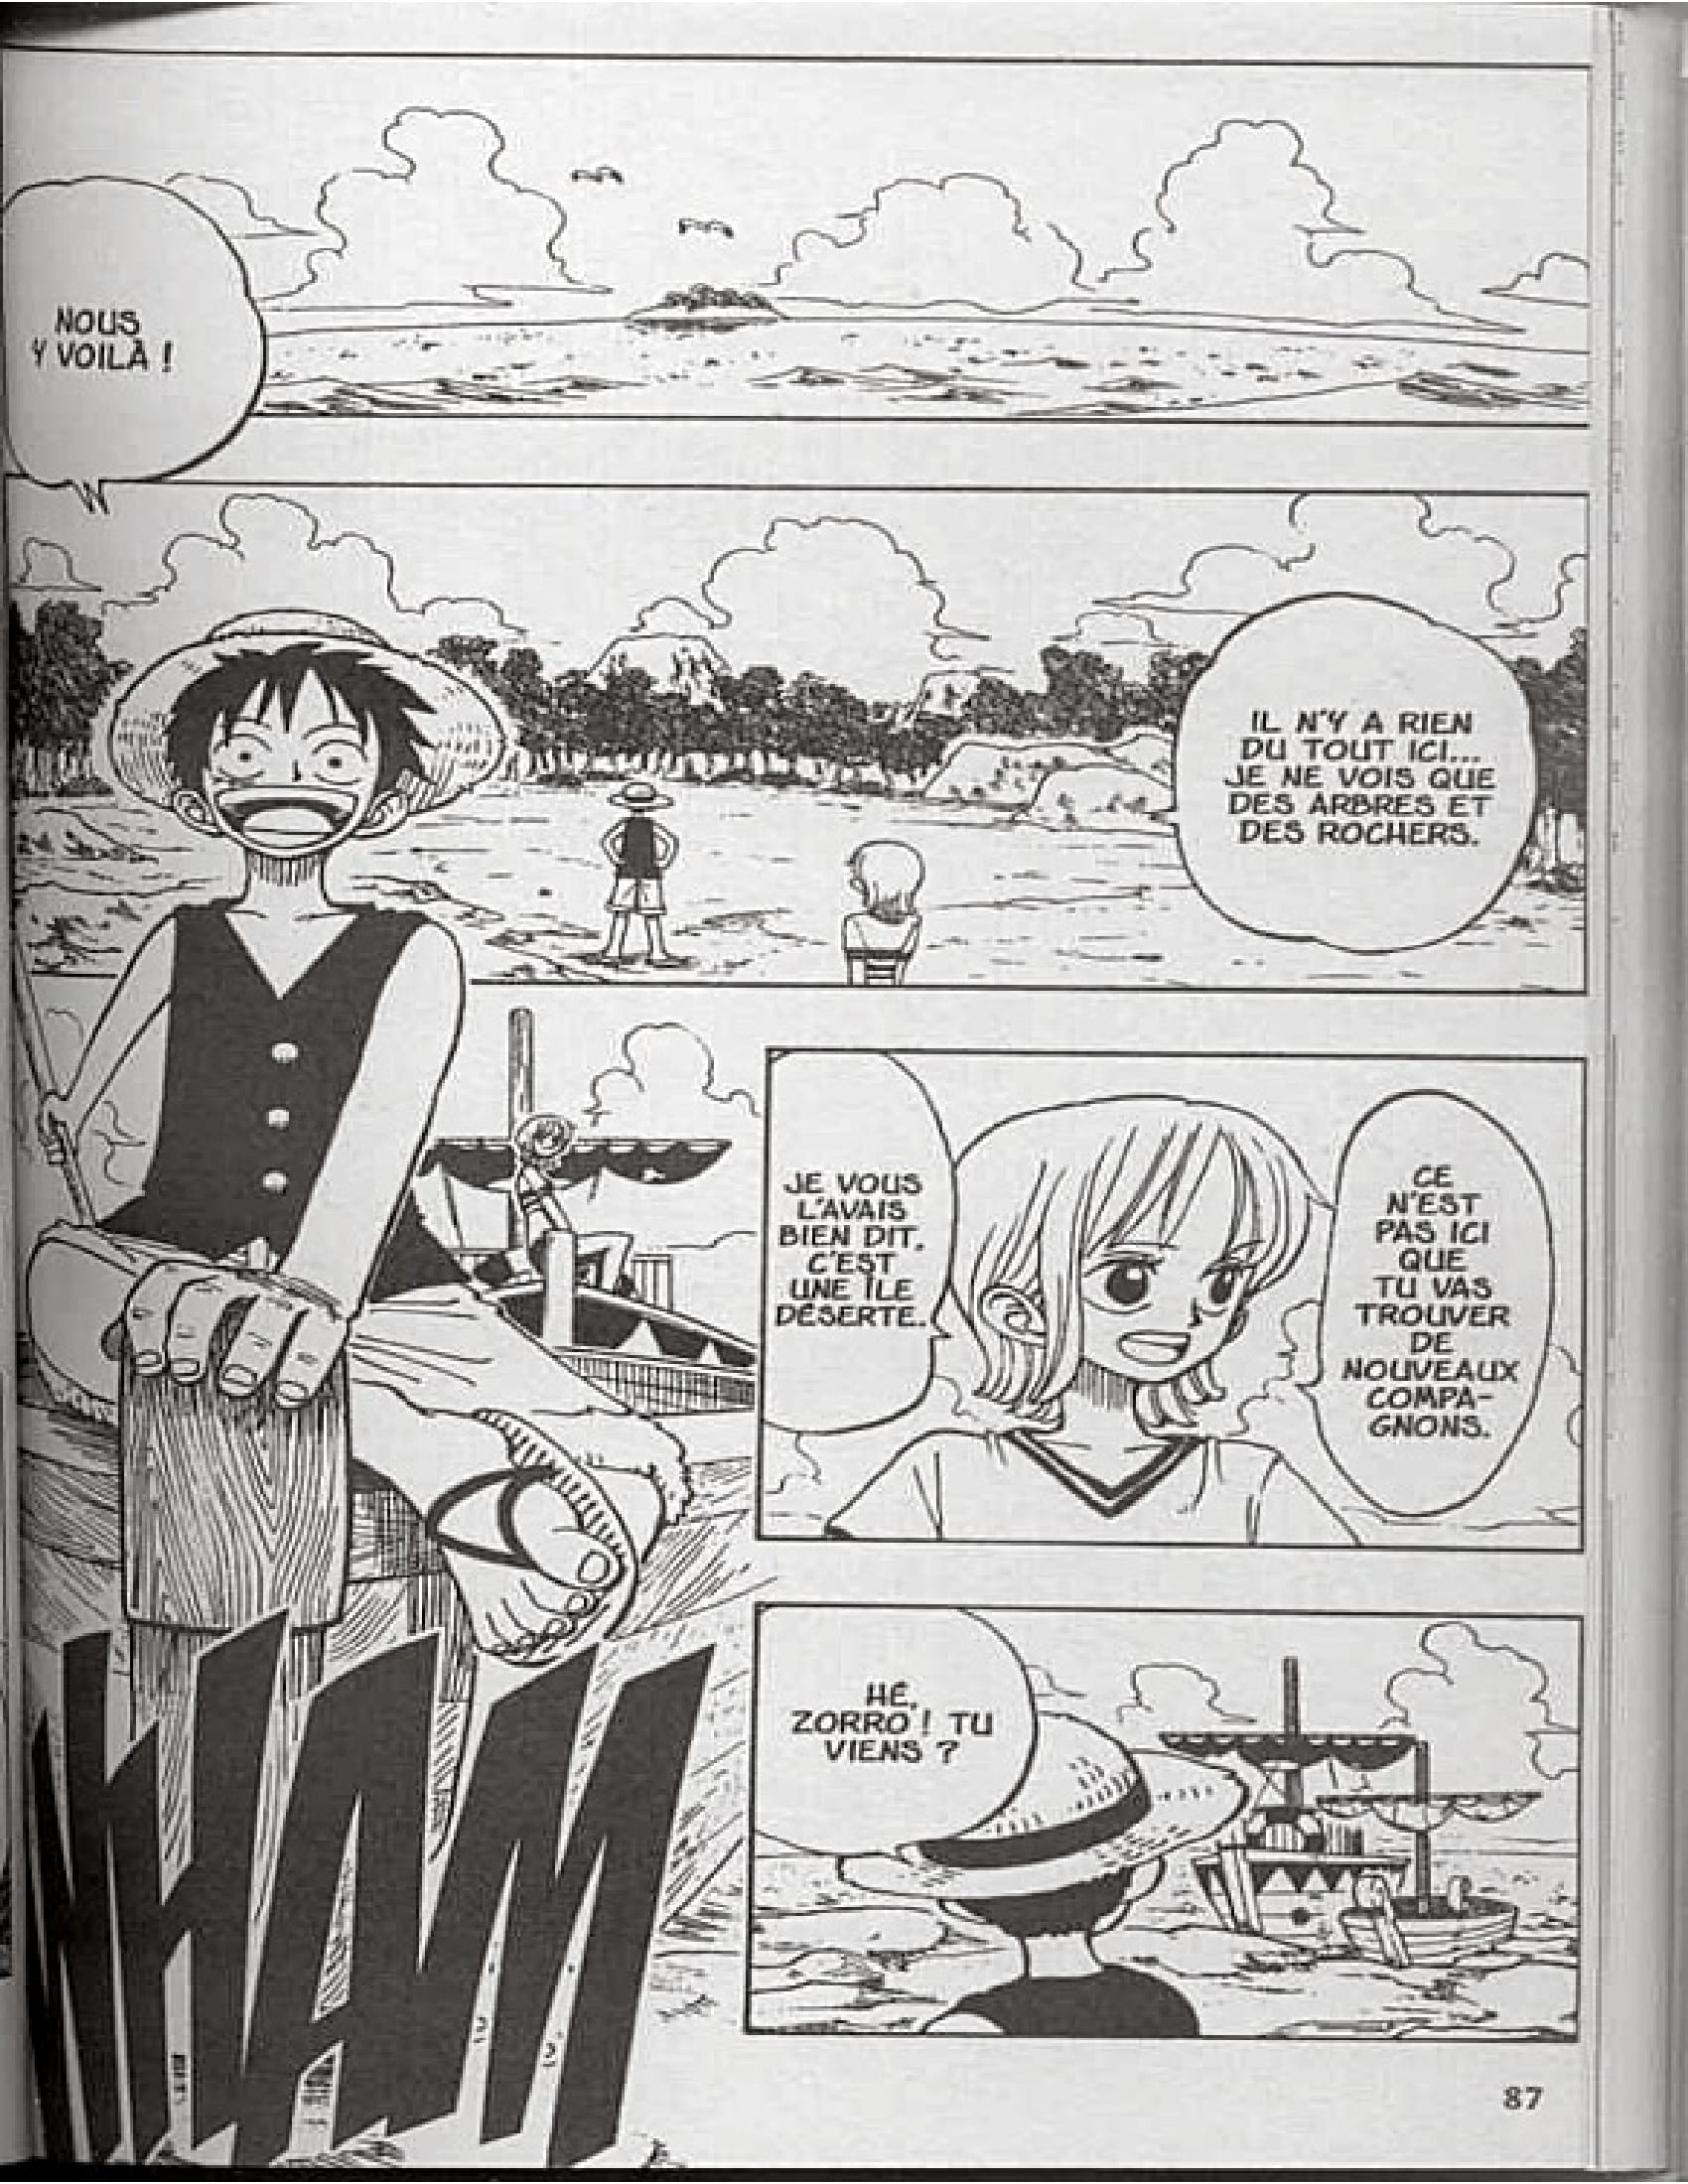 NOUS
Y VOILÀ !
IL N'Y A RIEN
DU TOUT ICI...
JE NE VOIS QUE
DES ARBRES ET
DES ROCHERS.
CE
N'EST
PAS ICI
QUE
TU VAS
TROUVER
DE
NOUVEAUX
COMPA-
GNONS.
JE VOUS
L'AVAIS
BIEN DIT,
C'EST
UNE ÎLE
DÉSERTE.
HÉ,
ZORRO ! TU
VIENS ?
WHAM
87